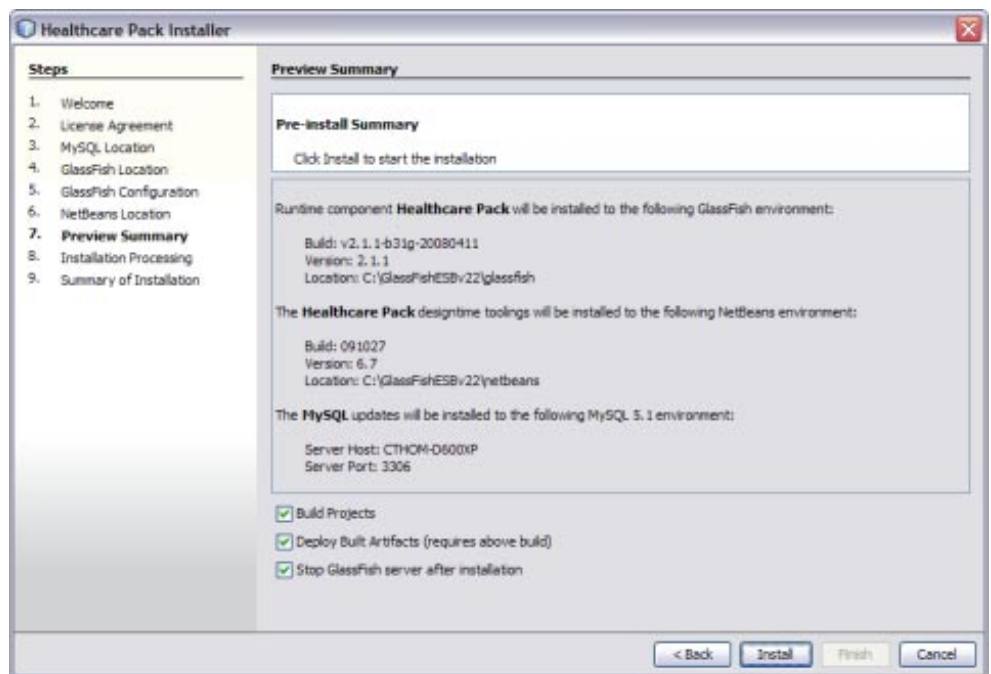 Healthcare Pack Installer
Steps
1. Welcome
2. License Agreement
3. MySQL Location
4. GlassFish Location
5. GlassFish Configuration
6. NetBeans Location
7. Preview Summary
8. Installation Processing
9. Summary of Installation
Preview Summary
Pre-install Summary
Click Install to start the installation
Runtime component Healthcare Pack will be installed to the following GlassFish environment:
Build: v2.1.1-b31g-20080411
Version: 2.1.1
Location: C:\GlassFishESBv22\glassfish
The Healthcare Pack designtime toolings will be installed to the following NetBeans environment:
Build: 091027
Version: 6.7
Location: C:\GlassFishESBv22\netbeans
The MySQL updates will be installed to the following MySQL 5.1 environment:
Server Host: CTHOM-D600XP
Server Port: 3306
Build Projects
Deploy Built Artifacts (requires above build)
Stop GlassFish server after installation
< Back Install Finish Cancel